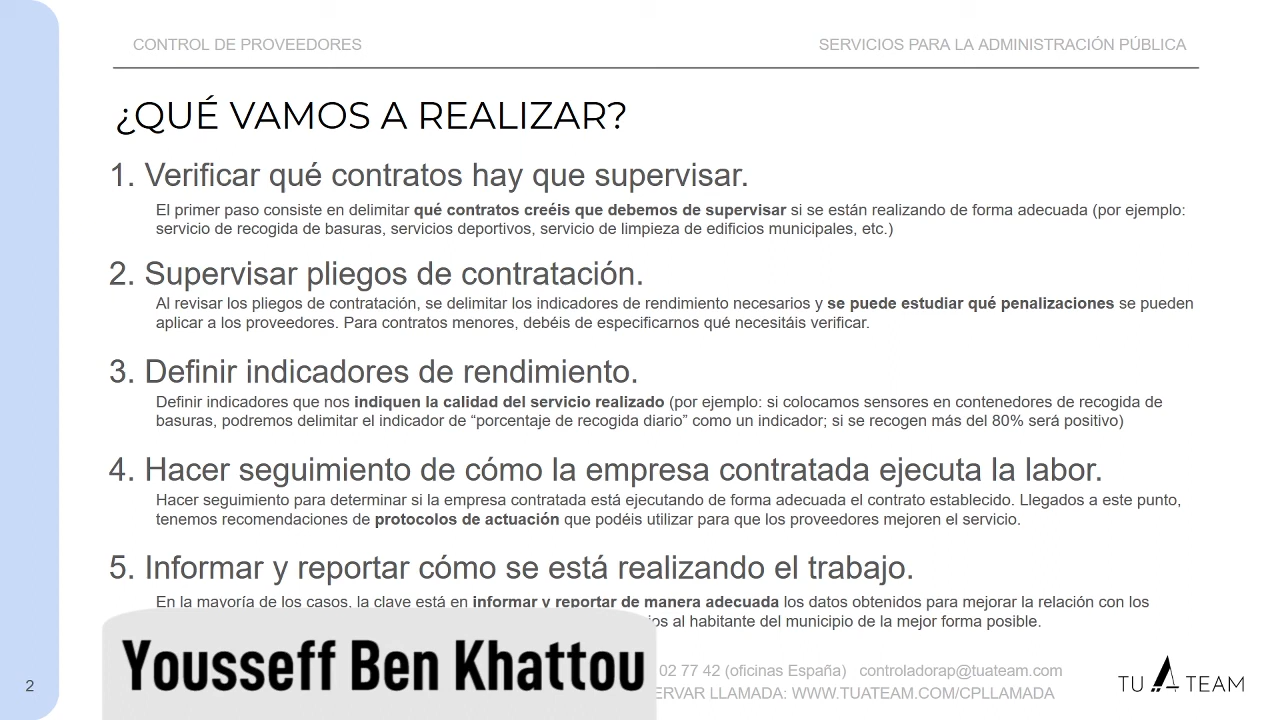 CONTROL DE PROVEEDORES
SERVICIOS PARA LA ADMINISTRACIÓN PÚBLICA
¿QUÉ VAMOS A REALIZAR?
1. Verificar qué contratos hay que supervisar.
El primer paso consiste en delimitar qué contratos creéis que debemos de supervisar si se están realizando de forma adecuada (por ejemplo:
servicio de recogida de basuras, servicios deportivos, servicio de limpieza de edificios municipales, etc.)
2. Supervisar pliegos de contratación.
Al revisar los pliegos de contratación, se delimitar los indicadores de rendimiento necesarios y se puede estudiar qué penalizaciones se pueden
aplicar a los proveedores. Para contratos menores, debéis de especificarnos qué necesitáis verificar.
3. Definir indicadores de rendimiento.
Definir indicadores que nos indiquen la calidad del servicio realizado (por ejemplo: si colocamos sensores en contenedores de recogida de
basuras, podremos delimitar el indicador de “porcentaje de recogida diario” como un indicador; si se recogen más del 80% será positivo)
4. Hacer seguimiento de cómo la empresa contratada ejecuta la labor.
Hacer seguimiento para determinar si la empresa contratada está ejecutando de forma adecuada el contrato establecido. Llegados a este punto,
tenemos recomendaciones de protocolos de actuación que podéis utilizar para que los proveedores mejoren el servicio.
5. Informar y reportar cómo se está realizando el trabajo.
En la mayoría de los casos, la clave está en informar y reportar de manera adecuada los datos obtenidos para mejorar la relación con los
al habitante del municipio de la mejor forma posible.
Yousseff Ben Khattou
02 77 42 (oficinas España) controladorap@tuateam.com
LLAMADA: WWW.TUATEAM.COM/CPLLAMADA
2
TU A TEAM